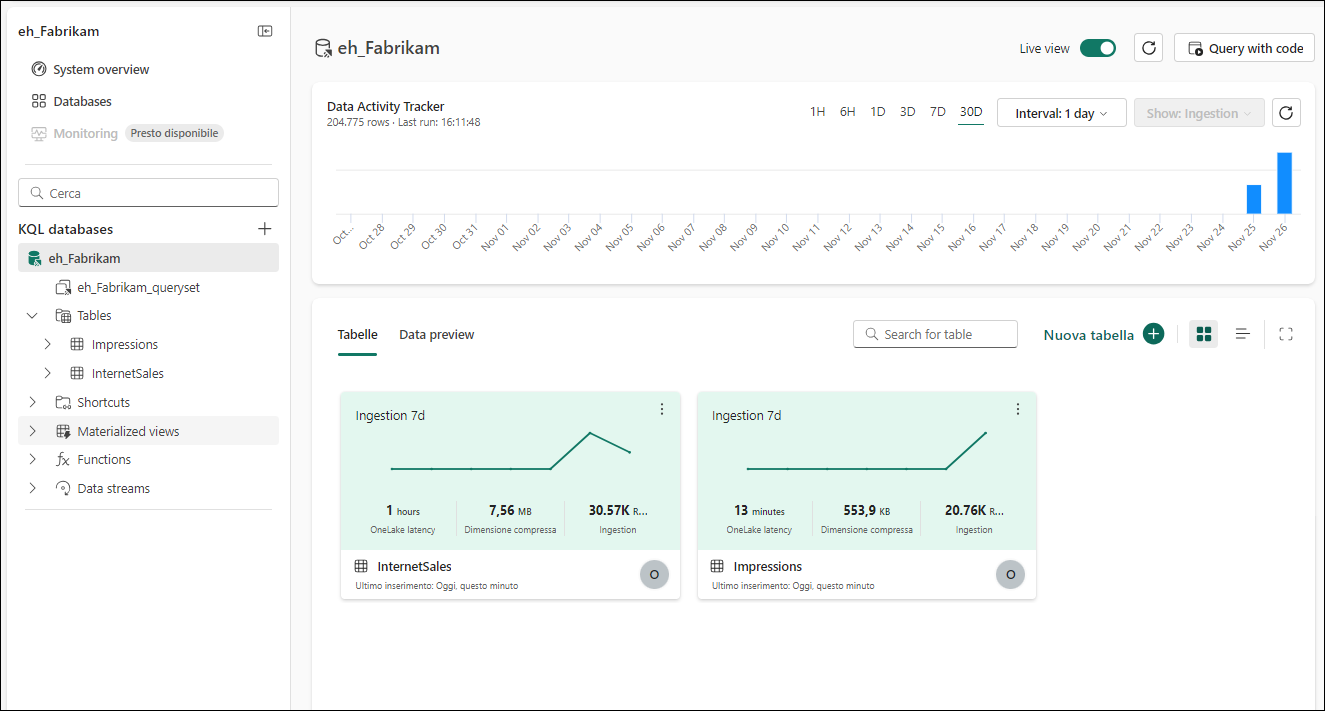 eh_Fabrikam
System overview
Databases
Monitoring Presto disponibile
Cerca
KQL databases
eh_Fabrikam
eh_Fabrikam_queryset
Tables
Impressions
InternetSales
Shortcuts
Materialized views
Functions
Data streams
eh_Fabrikam
Live view
Query with code
Data Activity Tracker
204.775 rows · Last run: 16:11:48
1H 6H 1D 3D 7D 30D
Interval: 1 day
Show: Ingestion
Oct... Oct 28 Oct 29 Oct 30 Oct 31 Nov 01 Nov 02 Nov 03 Nov 04 Nov 05 Nov 06 Nov 07 Nov 08 Nov 09 Nov 10 Nov 11 Nov 12 Nov 13 Nov 14 Nov 15 Nov 16 Nov 17 Nov 18 Nov 19 Nov 20 Nov 21 Nov 22 Nov 23 Nov 24 Nov 25 Nov 26
Tabelle Data preview
Search for table
Nuova tabella
Ingestion 7d
1 hours 7,56 MB 30.57K R...
OneLake latency Dimensione compressa Ingestion
InternetSales
Ultimo inserimento: Oggi, questo minuto
O
Ingestion 7d
13 minutes 553,9 KB 20.76K R...
OneLake latency Dimensione compressa Ingestion
Impressions
Ultimo inserimento: Oggi, questo minuto
O